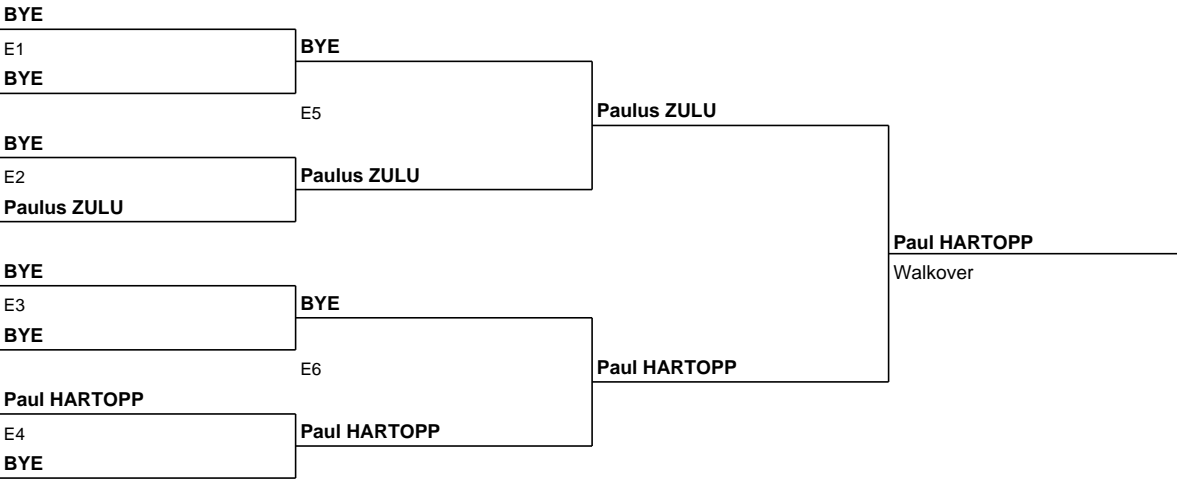 BYE
E1
BYE
BYE
E5
Paulus ZULU
BYE
E2
Paulus ZULU
Paulus ZULU
Paul HARTOPP
Walkover
BYE
E3
BYE
BYE
E6
Paul HARTOPP
Paul HARTOPP
E4
Paul HARTOPP
BYE